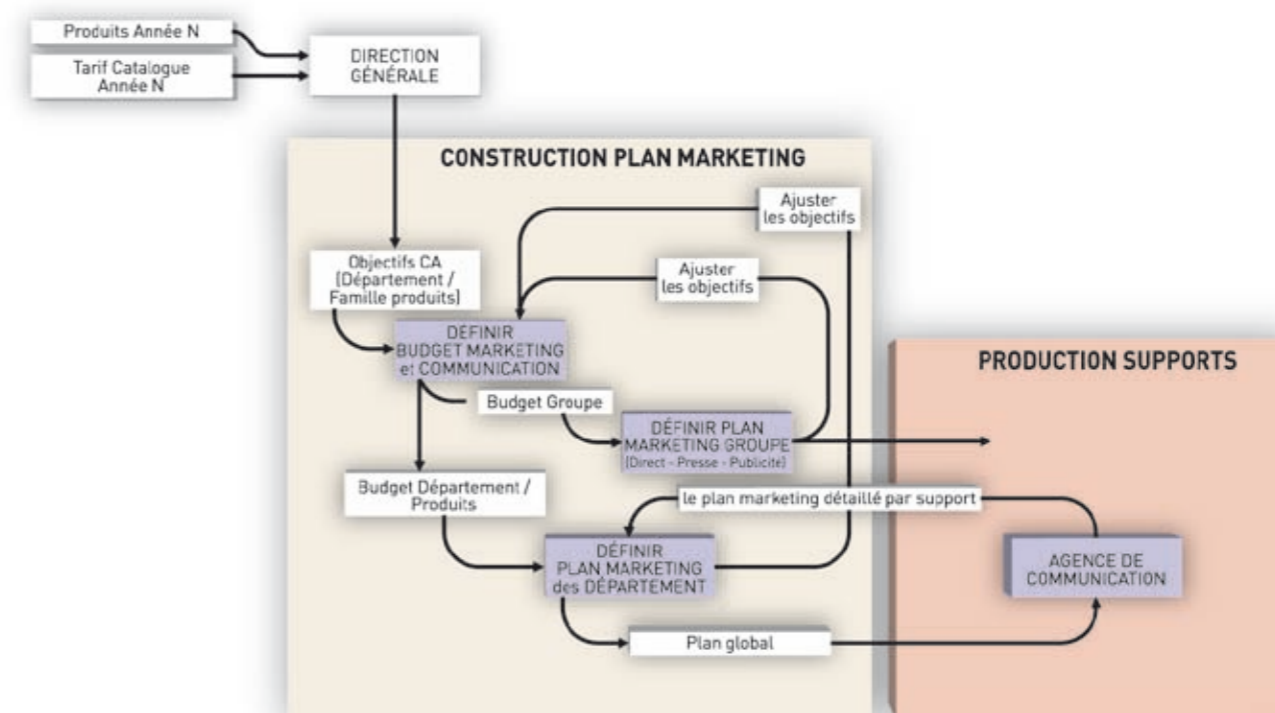 Produits Année N
Tarif Catalogue
Année N
DIRECTION
GÉNÉRALE
CONSTRUCTION PLAN MARKETING
Ajuster
les objectifs
Objectifs CA
(Département /
Famille produits)
Ajuster
les objectifs
DÉFINIR
BUDGET MARKETING
et COMMUNICATION
PRODUCTION SUPPORTS
Budget Groupe
DÉFINIR PLAN
MARKETING GROUPE
(Direct - Presse - Publicité)
Budget Département /
Produits
le plan marketing détaillé par support
DÉFINIR
PLAN MARKETING
des DÉPARTEMENT
AGENCE DE
COMMUNICATION
Plan global